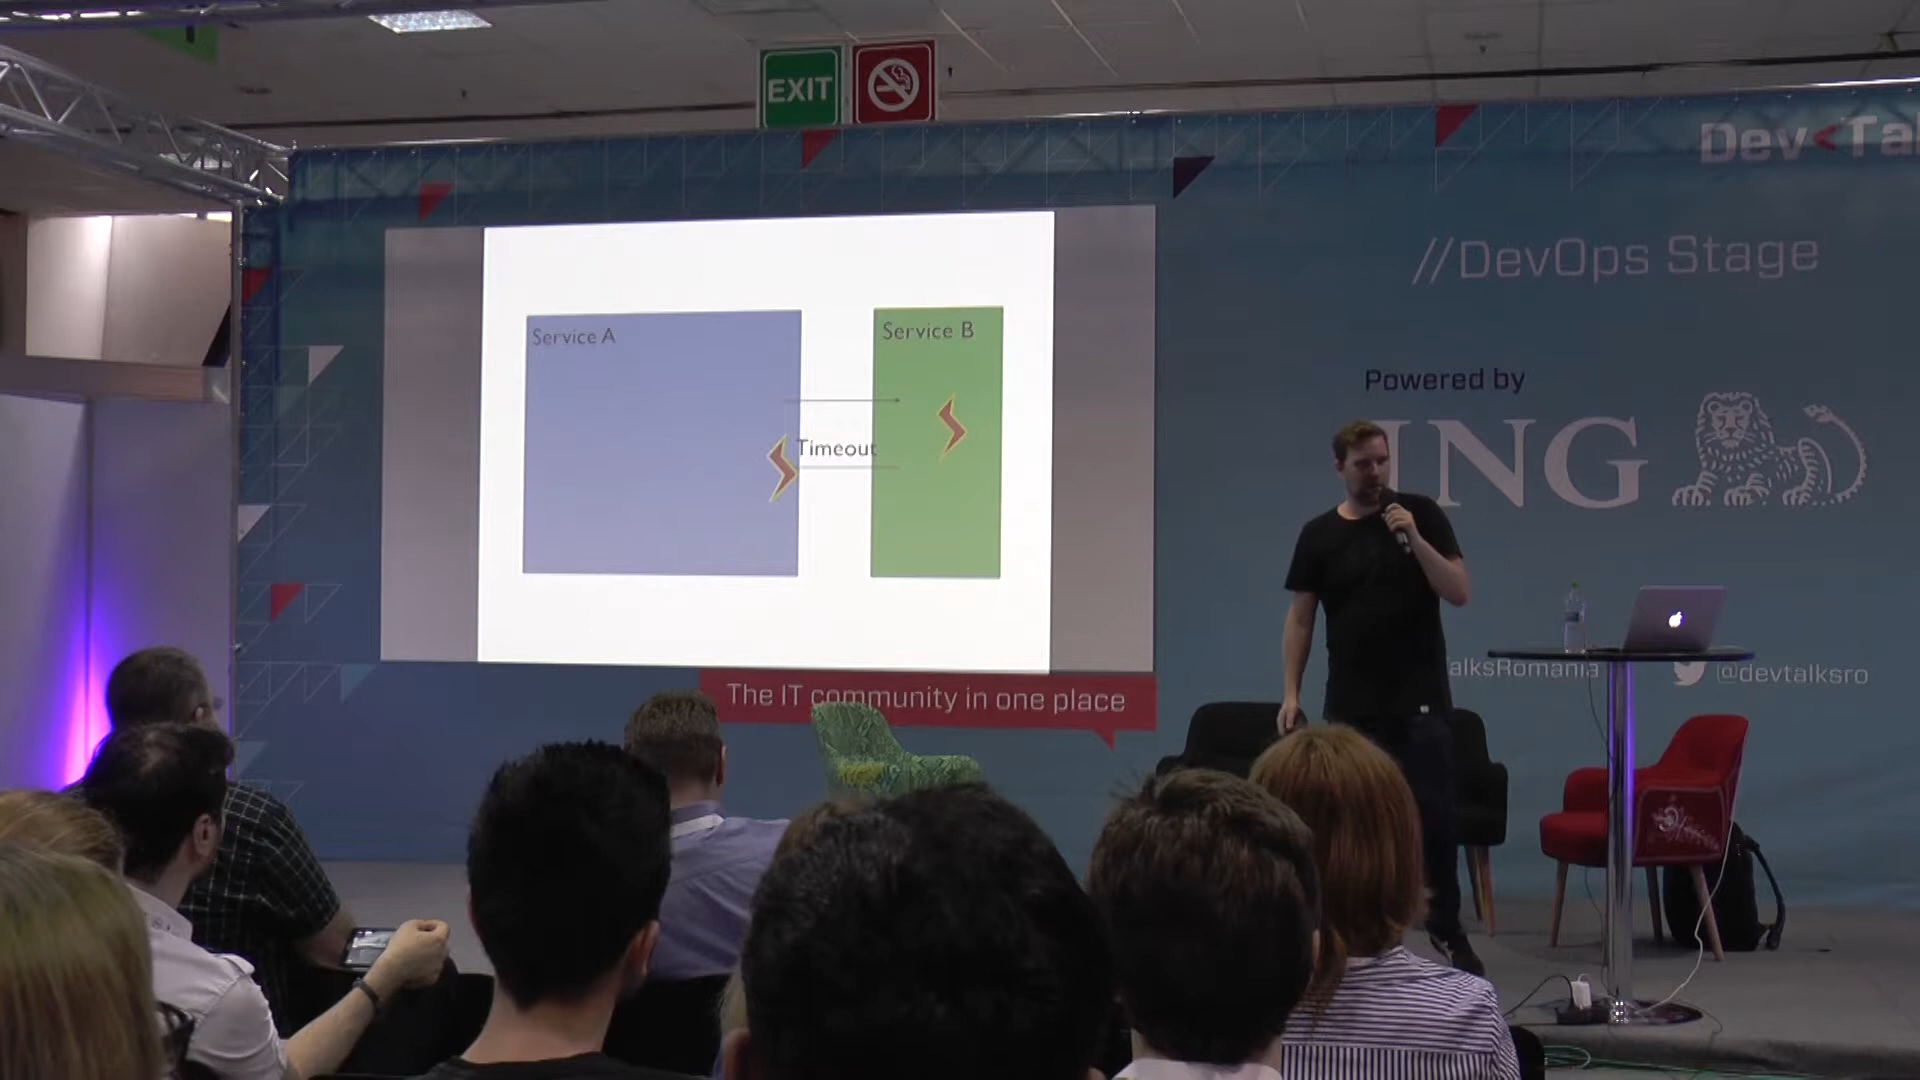 EXIT
Dev<Tal
//DevOps Stage
Service A
Service B
Timeout
Powered by
ING
alksRomania
@devtalksro
The IT community in one place